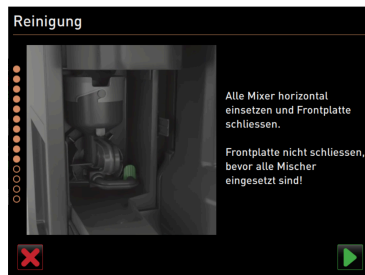 Reinigung
Alle Mixer horizontal
einsetzen und Frontplatte
schliessen.
Frontplatte nicht schliessen,
bevor alle Mischer
eingesetzt sind!